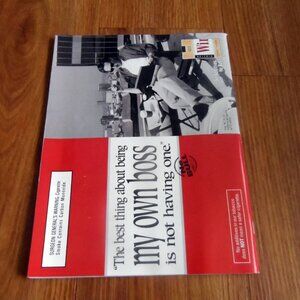 Win
"The best thing about being
my own boss
is not having one."
SURGEON GENERAL'S WARNING: Cigarette
Smoke Contains Carbon Monoxide.
No additives in our tobacco
does NOT mean a safer cigarette.